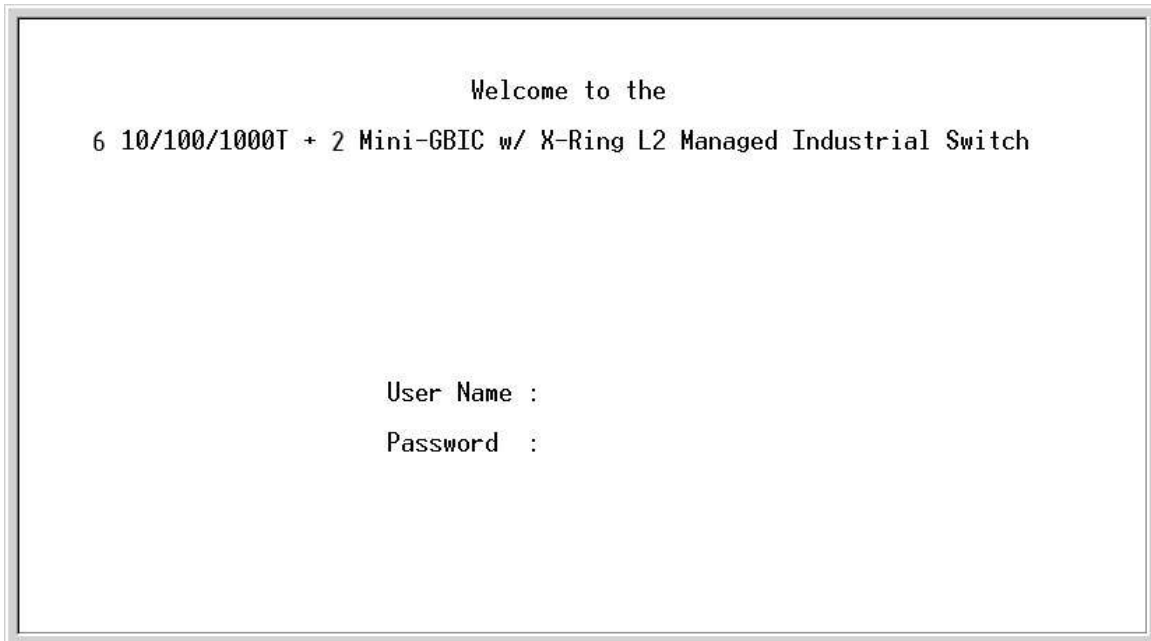 Welcome to the
6 10/100/1000T + 2 Mini-GBIC w/ X-Ring L2 Managed Industrial Switch
User Name :
Password :